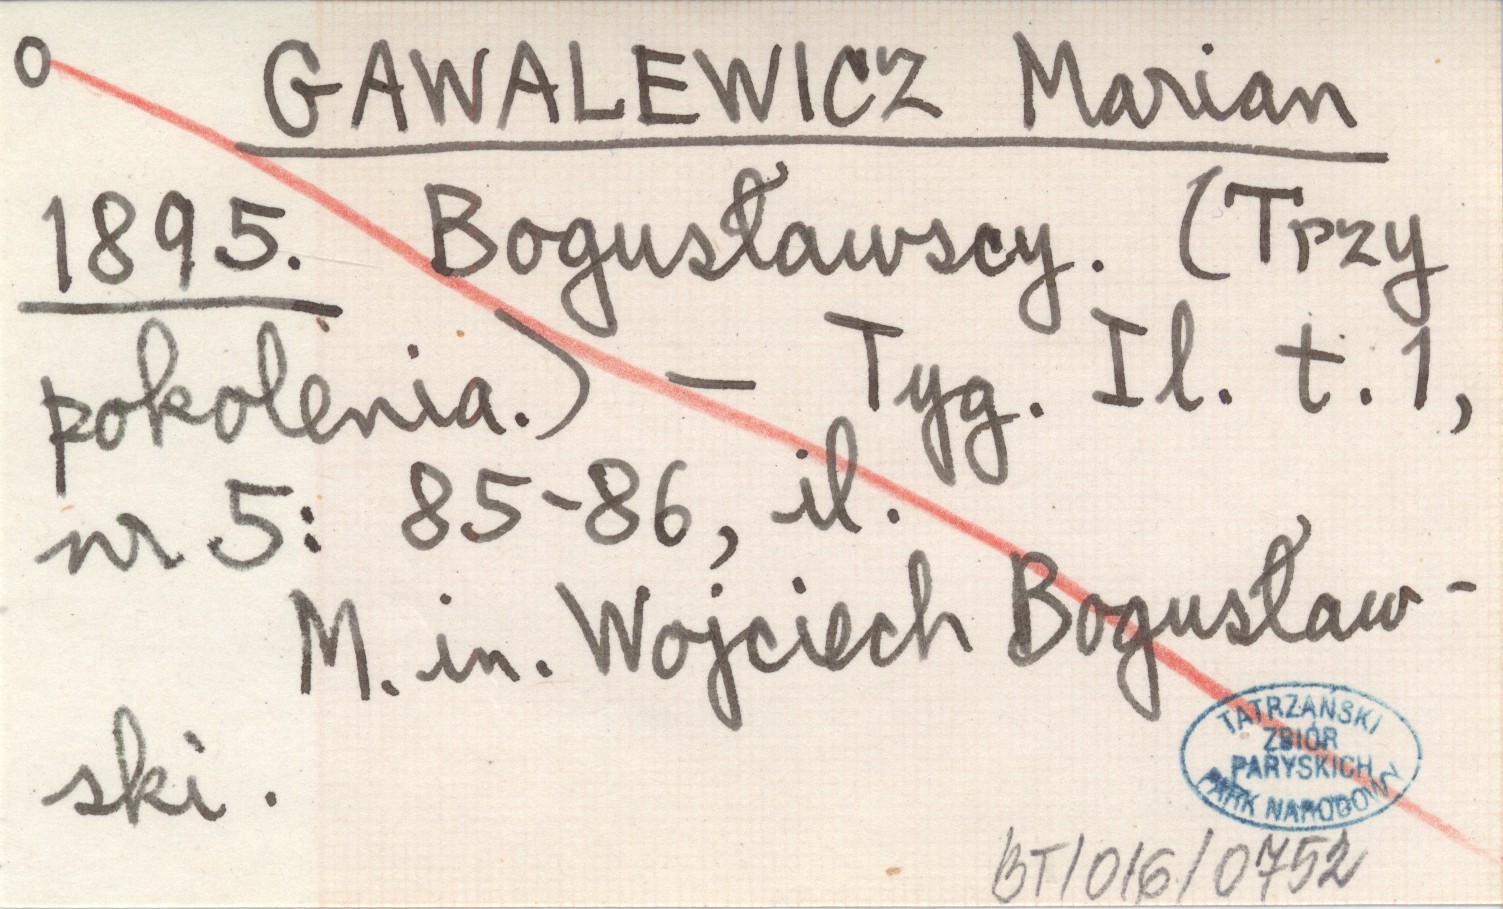 o GAWALEWICZ Marian
1895. Bogusławscy. (Trzy
pokolenia.) – Tyg. Il. t. 1,
nr 5: 85-86, il.
M. in. Wojciech Bogusław-
ski.
TATRZAŃSKI
ZBIÓR
PARYSKICH
PARK NARODOWY
BT/016/0752